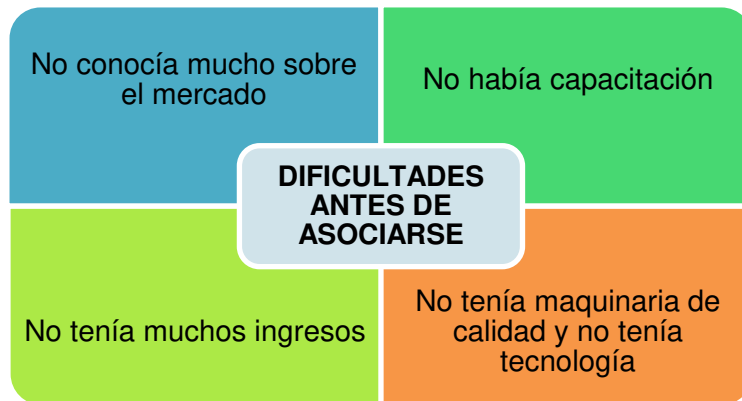 No conocía mucho sobre
el mercado
No había capacitación
DIFICULTADES
ANTES DE
ASOCIARSE
No tenía muchos ingresos
No tenía maquinaria de
calidad y no tenía
tecnología